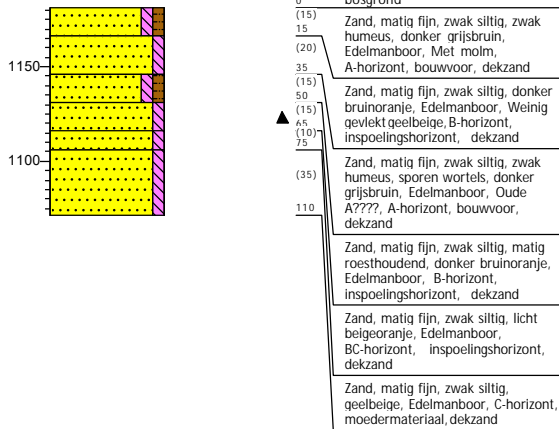 0
bosgrond
(15)
15
(20)
35
(15)
50
(15)
65
(10)
75
(35)
110
1150
1100
Zand, matig fijn, zwak siltig, zwak
humeus, donker grijsbruin,
Edelmanboor, Met molm,
A-horizont, bouwvoor, dekzand
Zand, matig fijn, zwak siltig, donker
bruinoranje, Edelmanboor, Weinig
gevlekt geelbeige, B-horizont,
inspoelingshorizont, dekzand
Zand, matig fijn, zwak siltig, zwak
humeus, sporen wortels, donker
grijsbruin, Edelmanboor, Oude
A????, A-horizont, bouwvoor,
dekzand
Zand, matig fijn, zwak siltig, matig
roesthoudend, donker bruinoranje,
Edelmanboor, B-horizont,
inspoelingshorizont, dekzand
Zand, matig fijn, zwak siltig, licht
beigeoranje, Edelmanboor,
BC-horizont, inspoelingshorizont,
dekzand
Zand, matig fijn, zwak siltig,
geelbeige, Edelmanboor, C-horizont,
moedermateriaal, dekzand